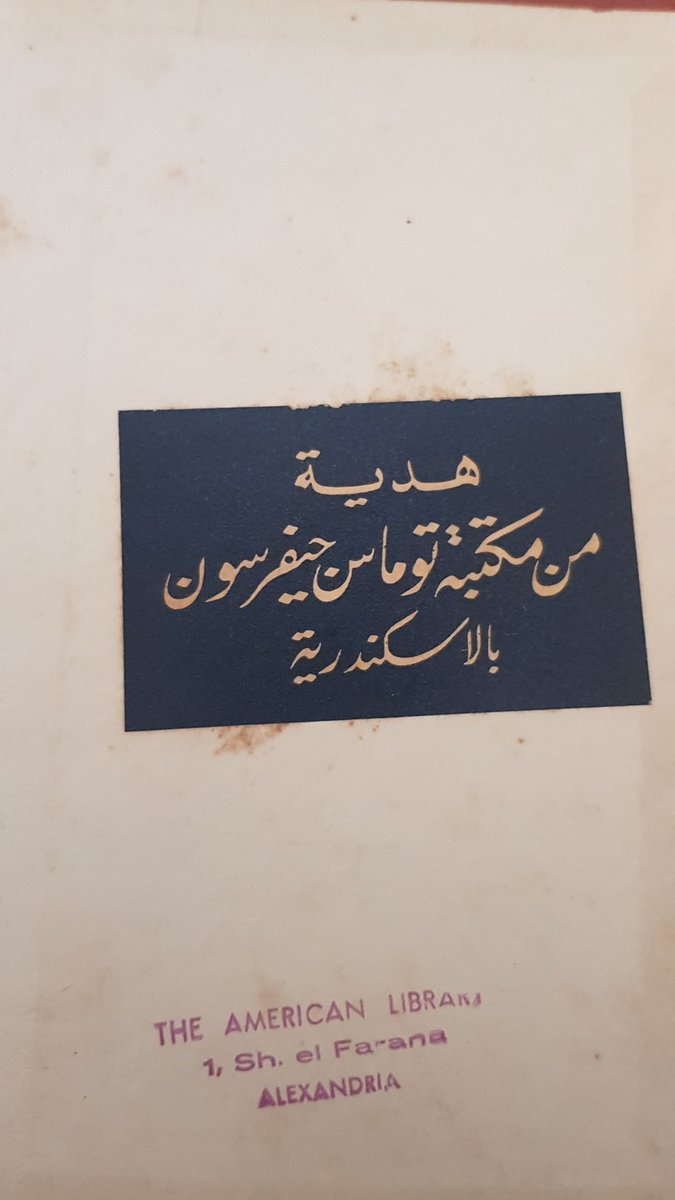 هدية
من مكتبة توماس جيفرسون
بالاسكندرية
THE AMERICAN LIBRARY
1, Sh. el Farana
ALEXANDRIA